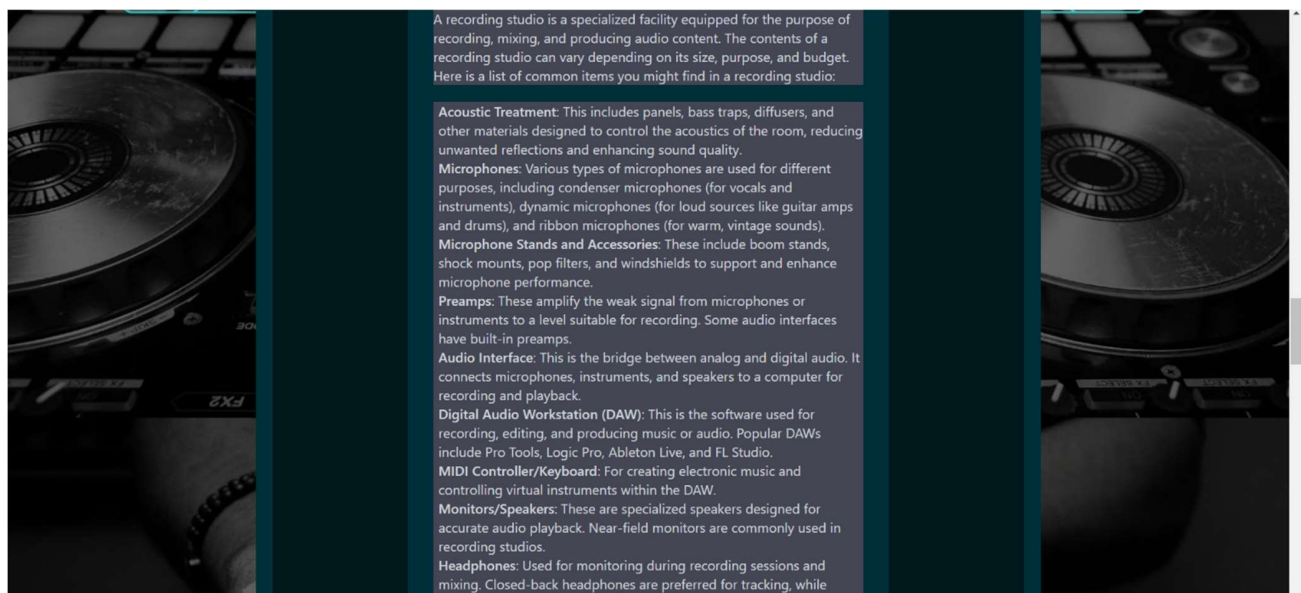 A recording studio is a specialized facility equipped for the purpose of
recording, mixing, and producing audio content. The contents of a
recording studio can vary depending on its size, purpose, and budget.
Here is a list of common items you might find in a recording studio:
Acoustic Treatment: This includes panels, bass traps, diffusers, and
other materials designed to control the acoustics of the room, reducing
unwanted reflections and enhancing sound quality.
Microphones: Various types of microphones are used for different
purposes, including condenser microphones (for vocals and
instruments), dynamic microphones (for loud sources like guitar amps
and drums), and ribbon microphones (for warm, vintage sounds).
Microphone Stands and Accessories: These include boom stands,
shock mounts, pop filters, and windshields to support and enhance
microphone performance.
Preamps: These amplify the weak signal from microphones or
instruments to a level suitable for recording. Some audio interfaces
have built-in preamps.
Audio Interface: This is the bridge between analog and digital audio. It
connects microphones, instruments, and speakers to a computer for
recording and playback.
Digital Audio Workstation (DAW): This is the software used for
recording, editing, and producing music or audio. Popular DAWs
include Pro Tools, Logic Pro, Ableton Live, and FL Studio.
MIDI Controller/Keyboard: For creating electronic music and
controlling virtual instruments within the DAW.
Monitors/Speakers: These are specialized speakers designed for
accurate audio playback. Near-field monitors are commonly used in
recording studios.
Headphones: Used for monitoring during recording sessions and
mixing. Closed-back headphones are preferred for tracking, while
FX SELECT
FX SELECT
ON
FX2
FX SELECT
FX SELECT
ON